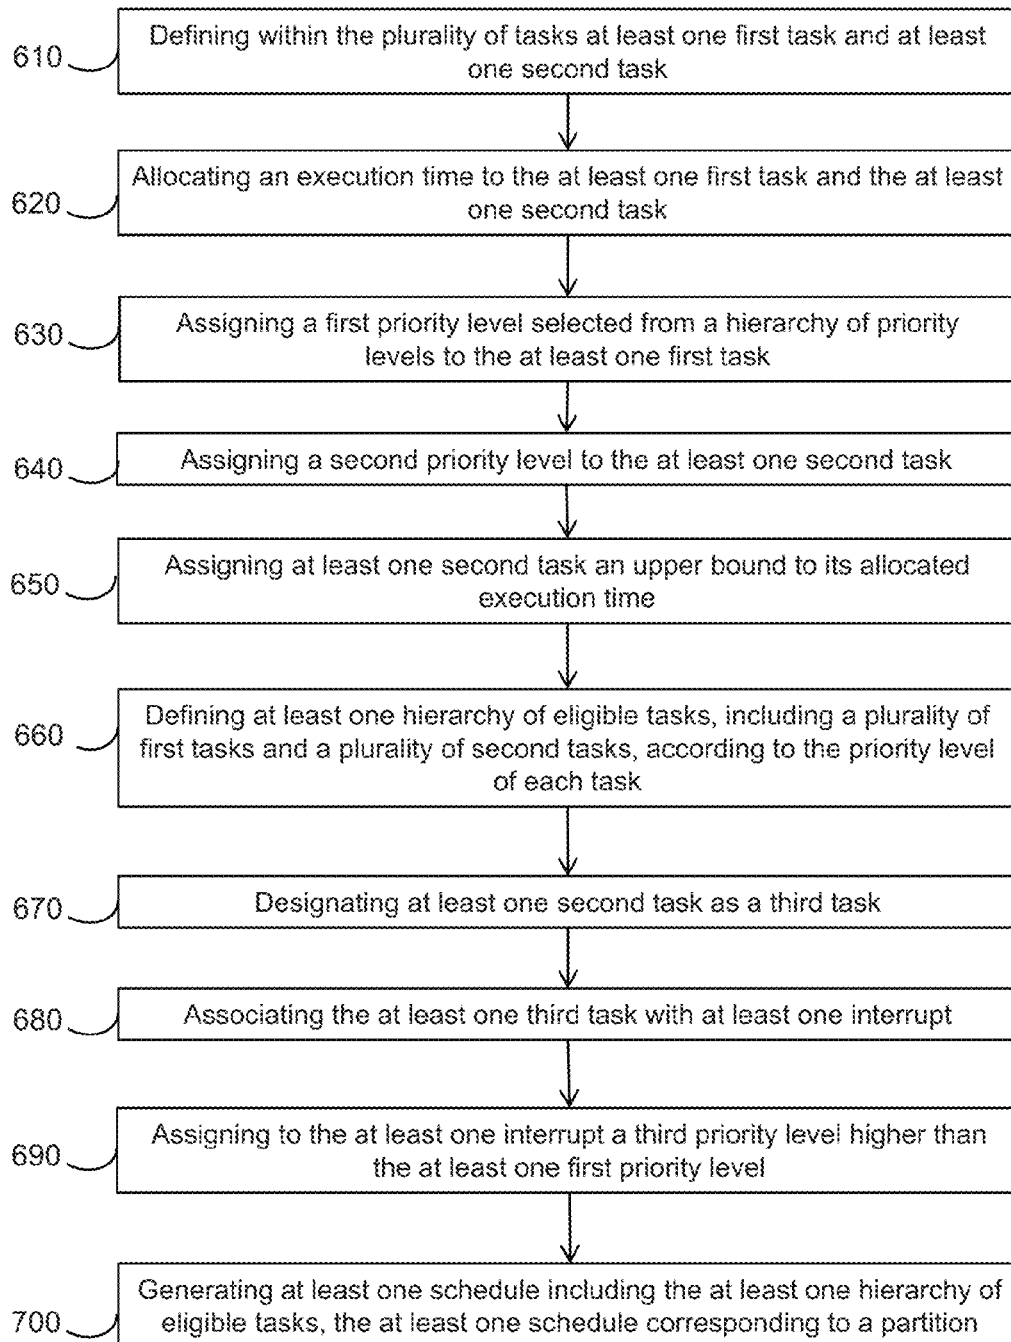 610
Defining within the plurality of tasks at least one first task and at least
one second task
620
Allocating an execution time to the at least one first task and the at least
one second task
630
Assigning a first priority level selected from a hierarchy of priority
levels to the at least one first task
640
Assigning a second priority level to the at least one second task
650
Assigning at least one second task an upper bound to its allocated
execution time
660
Defining at least one hierarchy of eligible tasks, including a plurality of
first tasks and a plurality of second tasks, according to the priority level
of each task
670
Designating at least one second task as a third task
680
Associating the at least one third task with at least one interrupt
690
Assigning to the at least one interrupt a third priority level higher than
the at least one first priority level
700
Generating at least one schedule including the at least one hierarchy of
eligible tasks, the at least one schedule corresponding to a partition